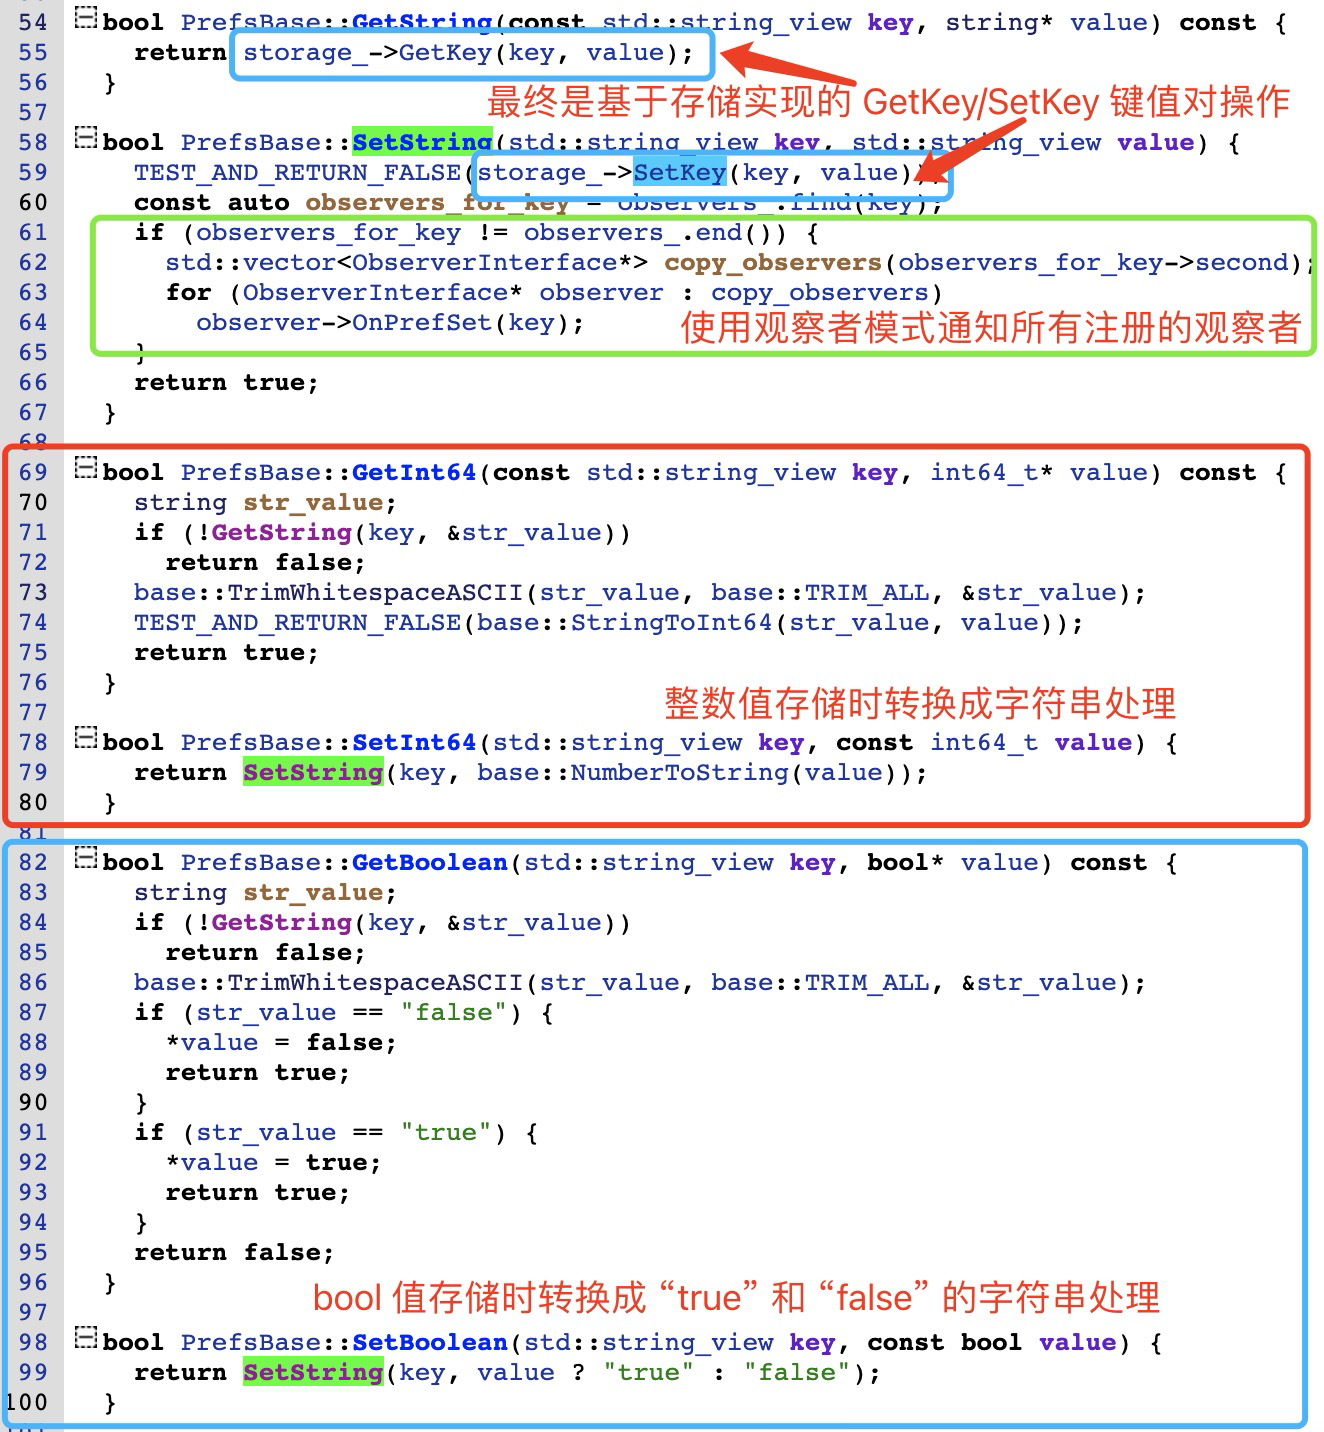 54 bool PrefsBase::GetString(const std::string_view key, string* value) const {
55 return storage_->GetKey(key, value);
56 }
最终是基于存储实现的 GetKey/SetKey 键值对操作
57
58 bool PrefsBase::SetString(std::string_view key, std::string_view value) {
59 TEST_AND_RETURN_FALSE(storage_->SetKey(key, value));
60 const auto observers_for_key = observers_.find(key);
61 if (observers_for_key != observers_.end()) {
62 std::vector<ObserverInterface*> copy_observers(observers_for_key->second);
63 for (ObserverInterface* observer : copy_observers)
64 observer->OnPrefSet(key);
使用观察者模式通知所有注册的观察者
65 }
66 return true;
67 }
68
69 bool PrefsBase::GetInt64(const std::string_view key, int64_t* value) const {
70 string str_value;
71 if (!GetString(key, &str_value))
72 return false;
73 base::TrimWhitespaceASCII(str_value, base::TRIM_ALL, &str_value);
74 TEST_AND_RETURN_FALSE(base::StringToInt64(str_value, value));
75 return true;
76 }
77
整数值存储时转换成字符串处理
78 bool PrefsBase::SetInt64(std::string_view key, const int64_t value) {
79 return SetString(key, base::NumberToString(value));
80 }
81
82 bool PrefsBase::GetBoolean(std::string_view key, bool* value) const {
83 string str_value;
84 if (!GetString(key, &str_value))
85 return false;
86 base::TrimWhitespaceASCII(str_value, base::TRIM_ALL, &str_value);
87 if (str_value == "false") {
88 *value = false;
89 return true;
90 }
91 if (str_value == "true") {
92 *value = true;
93 return true;
94 }
95 return false;
96 }
bool 值存储时转换成 “true” 和 “false” 的字符串处理
97
98 bool PrefsBase::SetBoolean(std::string_view key, const bool value) {
99 return SetString(key, value ? "true" : "false");
100 }